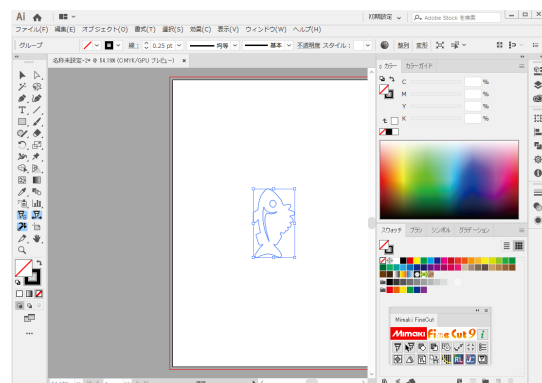 Ai
初期設定
Adobe Stock を検索
ファイル(F) 編集(E) オブジェクト(O) 書式(T) 選択(S) 効果(C) 表示(V) ウィンドウ(W) ヘルプ(H)
グループ
線 : 0.25 pt
均等
基本
不透明度 スタイル :
整列 変形
名称未設定-2* @ 54.18% (CMYK/GPU プレビュー) ×
カラー カラーガイド
C %
M %
Y %
K %
スウォッチ ブラシ シンボル グラデーション
Mimaki FineCut
Mimaki Fine Cut 9 i